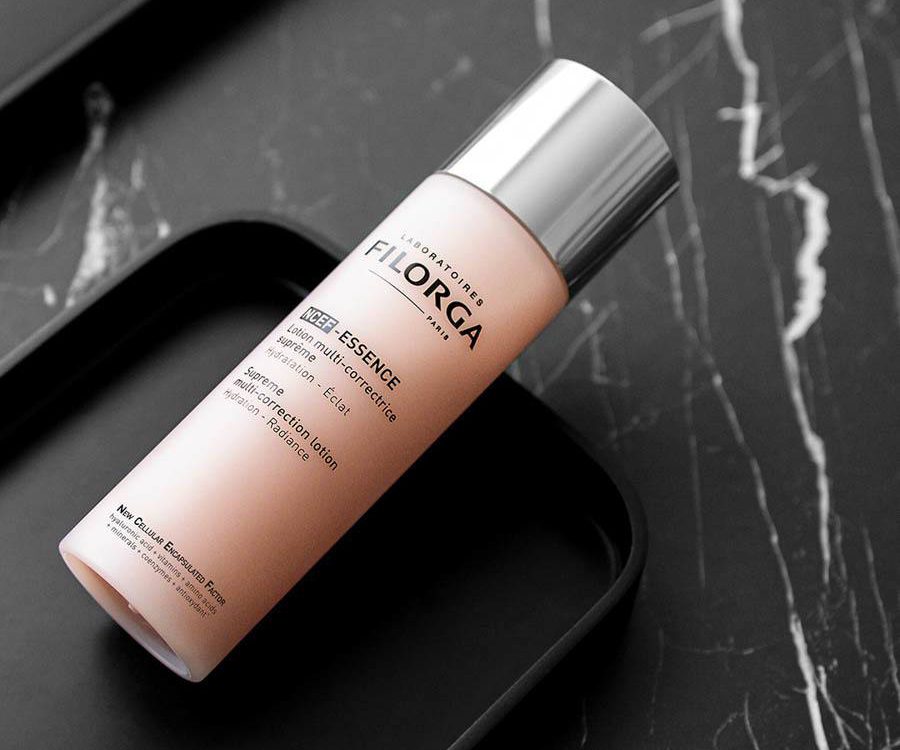 LABORATOIRES
FILORGA
PARIS
NCEF-ESSENCE
Lotion multi-correctrice
suprême
Hydratation - Éclat
Supreme
multi-correction lotion
Hydration - Radiance
NEW CELLULAR ENCAPSULATED FACTOR
hyaluronic acid + vitamins + amino acids
+ minerals + coenzymes + antioxydant